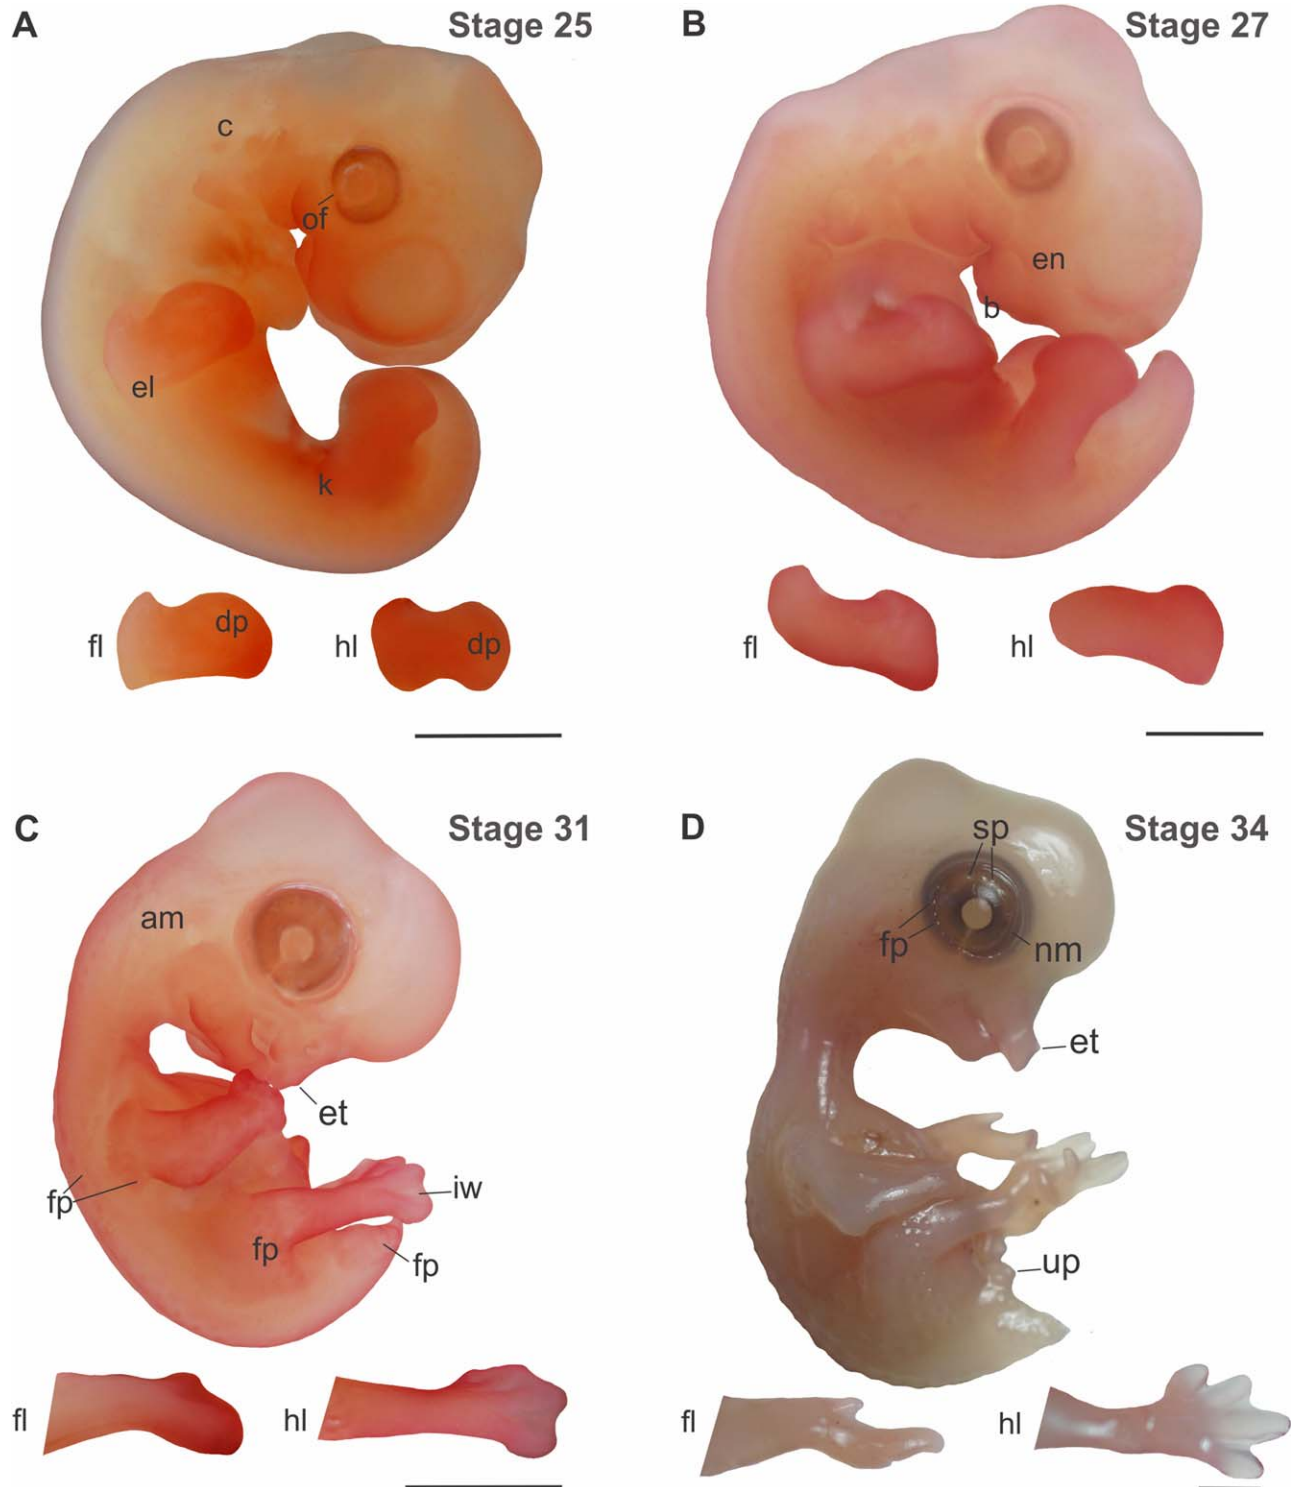 A Stage 25
c
of
el
k
fl dp hl dp
B Stage 27
en
b
fl hl
C Stage 31
am
et
fp iw
fp fp
fl hl
D Stage 34
sp
fp nm
et
up
fl hl